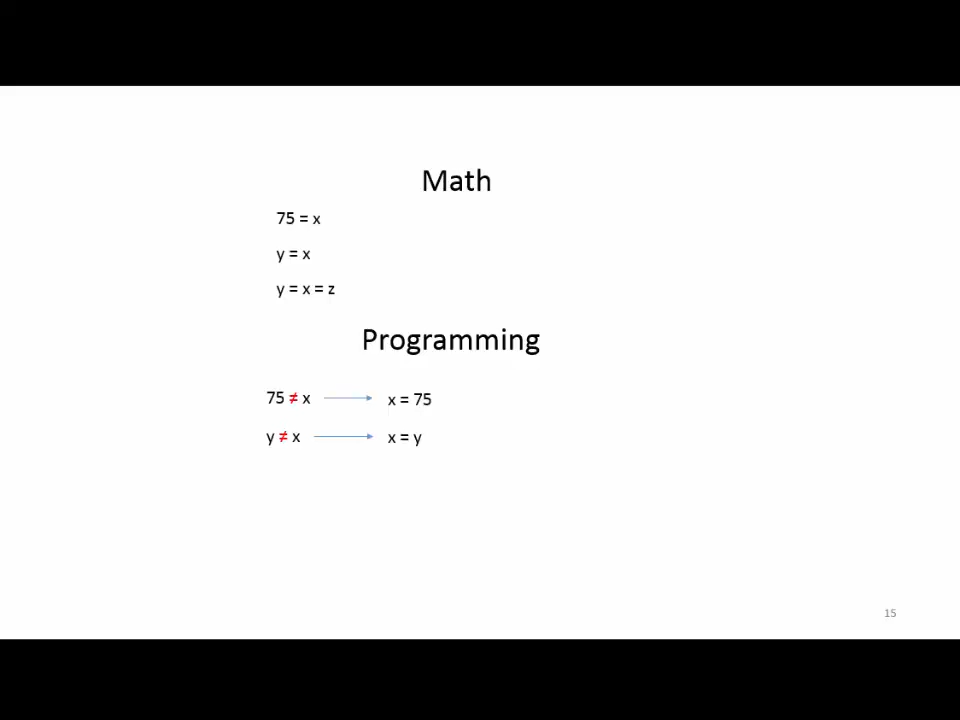 Math
75 = x
y = x
y = x = z
Programming
75 ≠ x x = 75
y ≠ x x = y
15